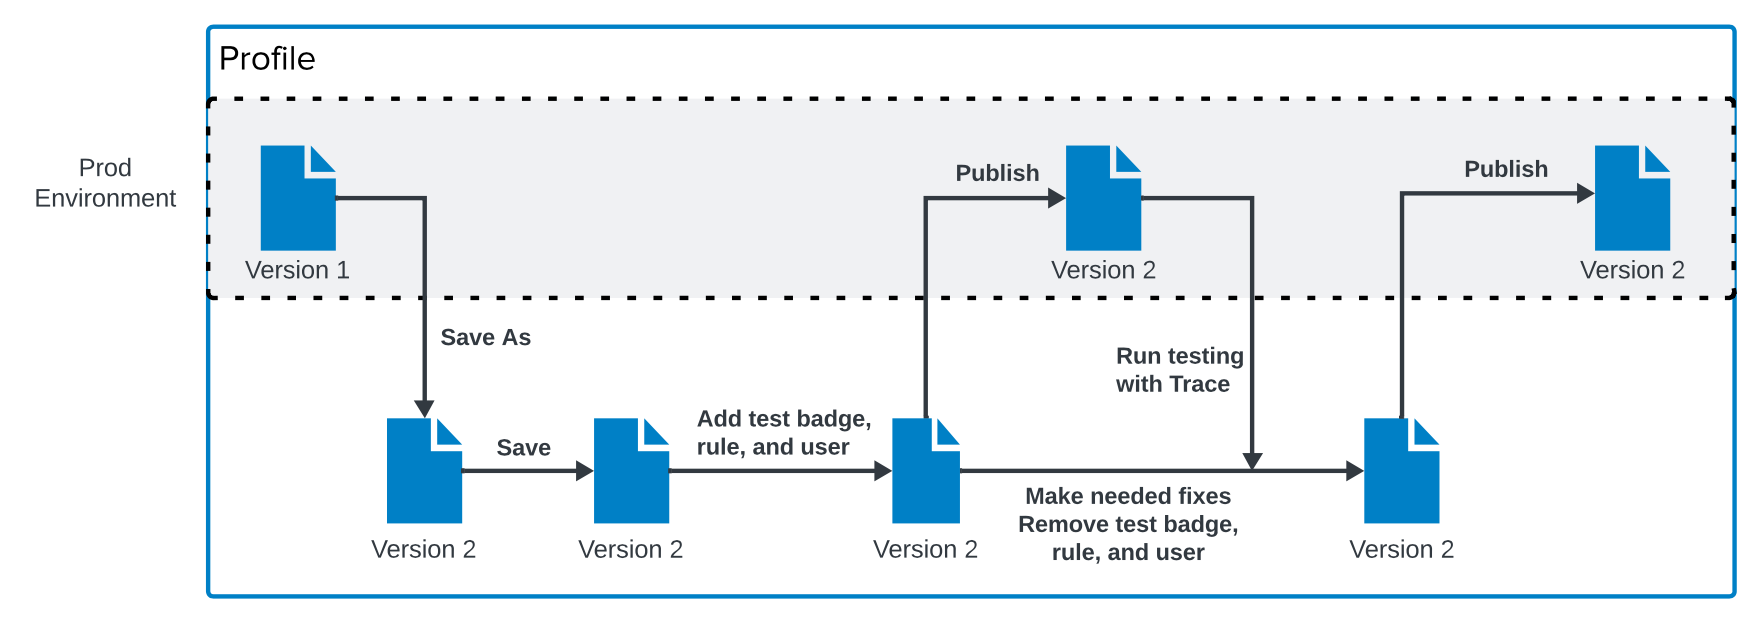 Profile
Prod
Environment
Version 1
Save As
Version 2
Save
Version 2
Add test badge,
rule, and user
Version 2
Publish
Version 2
Run testing
with Trace
Make needed fixes
Remove test badge,
rule, and user
Version 2
Publish
Version 2